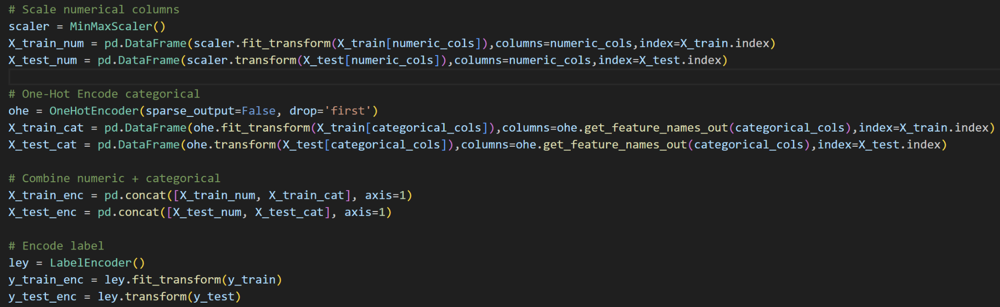 # Scale numerical columns
scaler = MinMaxScaler()
X_train_num = pd.DataFrame(scaler.fit_transform(X_train[numeric_cols]),columns=numeric_cols,index=X_train.index)
X_test_num = pd.DataFrame(scaler.transform(X_test[numeric_cols]),columns=numeric_cols,index=X_test.index)
# One-Hot Encode categorical
ohe = OneHotEncoder(sparse_output=False, drop='first')
X_train_cat = pd.DataFrame(ohe.fit_transform(X_train[categorical_cols]),columns=ohe.get_feature_names_out(categorical_cols),index=X_train.index)
X_test_cat = pd.DataFrame(ohe.transform(X_test[categorical_cols]),columns=ohe.get_feature_names_out(categorical_cols),index=X_test.index)
# Combine numeric + categorical
X_train_enc = pd.concat([X_train_num, X_train_cat], axis=1)
X_test_enc = pd.concat([X_test_num, X_test_cat], axis=1)
# Encode label
ley = LabelEncoder()
y_train_enc = ley.fit_transform(y_train)
y_test_enc = ley.transform(y_test)